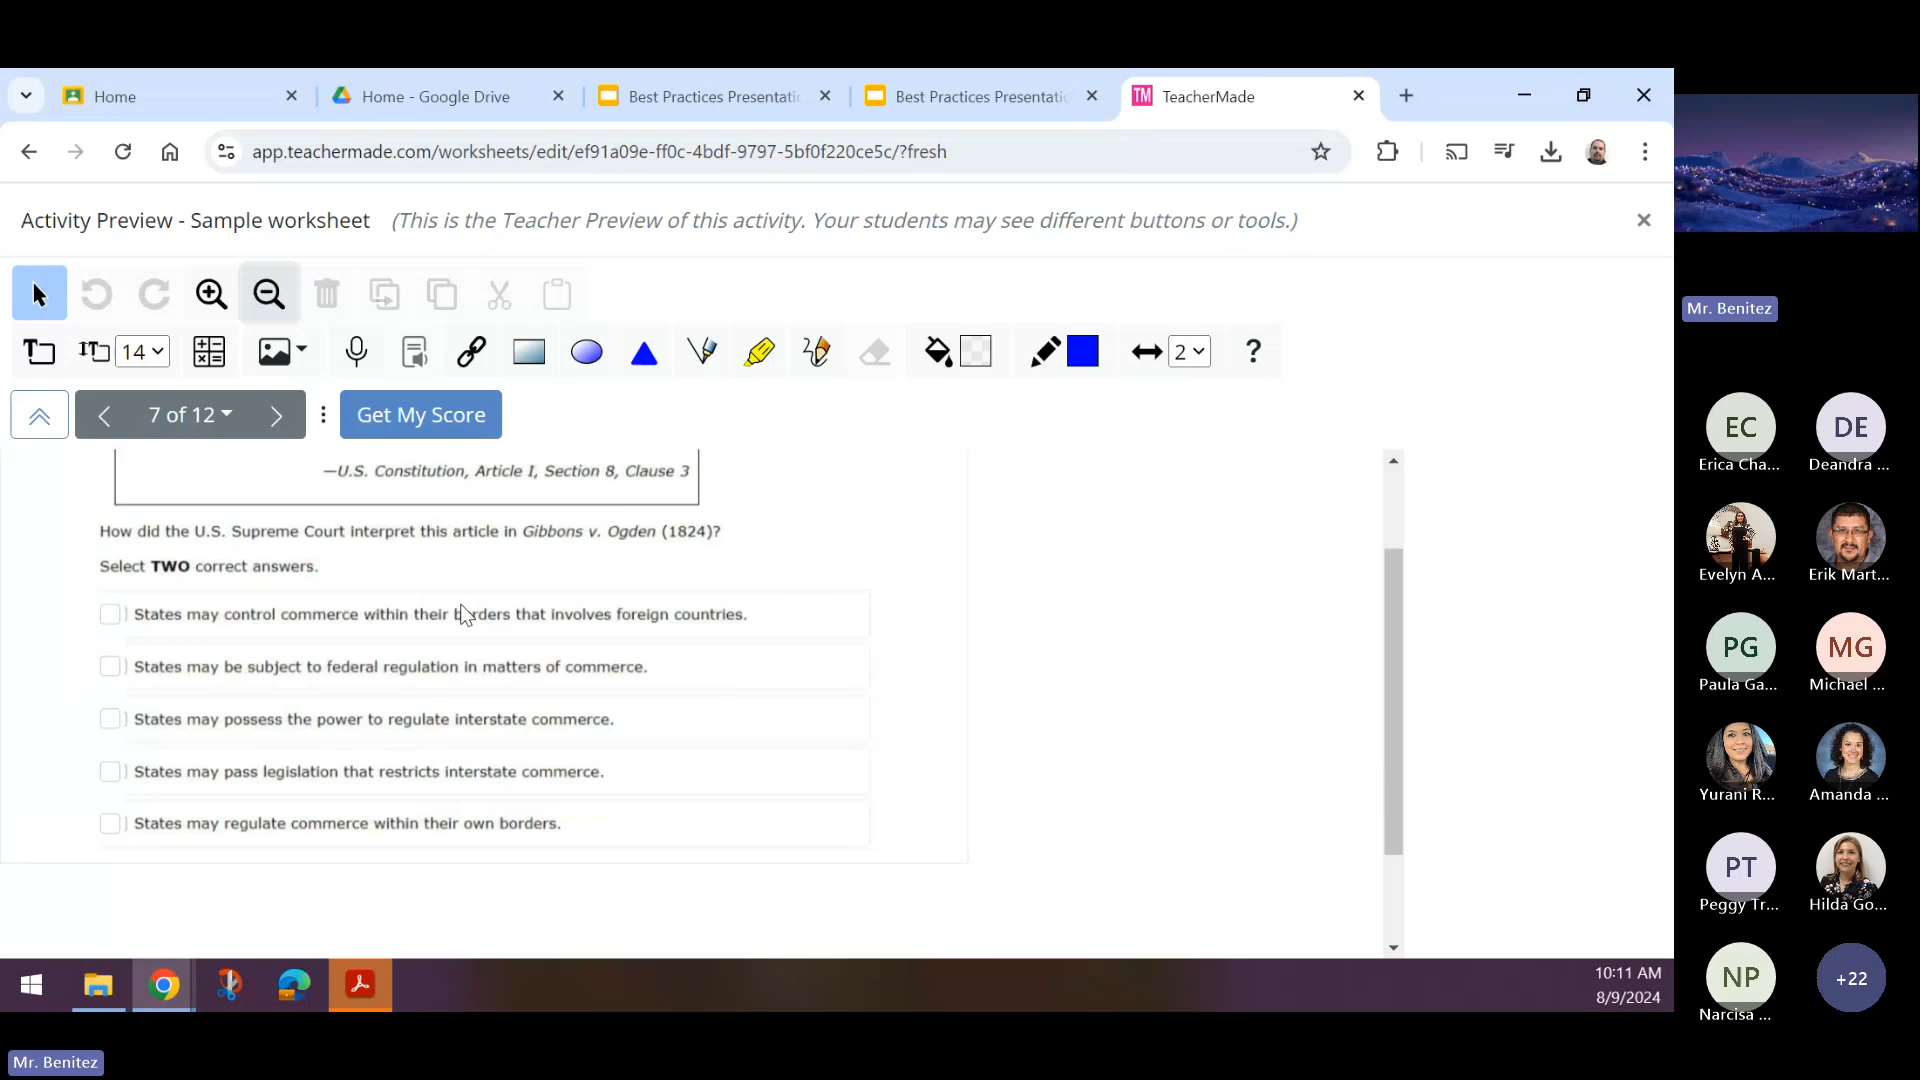 Home
Home - Google Drive
Best Practices Presentatio
Best Practices Presentatio
TM TeacherMade
app.teachermade.com/worksheets/edit/ef91a09e-ff0c-4bdf-9797-5bf0f220ce5c/?fresh
Activity Preview - Sample worksheet (This is the Teacher Preview of this activity. Your students may see different buttons or tools.)
14
2
?
7 of 12
Get My Score
—U.S. Constitution, Article I, Section 8, Clause 3
How did the U.S. Supreme Court interpret this article in Gibbons v. Ogden (1824)?
Select TWO correct answers.
States may control commerce within their borders that involves foreign countries.
States may be subject to federal regulation in matters of commerce.
States may possess the power to regulate interstate commerce.
States may pass legislation that restricts interstate commerce.
States may regulate commerce within their own borders.
10:11 AM
8/9/2024
Mr. Benitez
Mr. Benitez
EC
Erica Cha...
DE
Deandra ...
Evelyn A...
Erik Mart...
PG
Paula Ga...
MG
Michael ...
Yurani R...
Amanda ...
PT
Peggy Tr...
Hilda Go...
NP
Narcisa ...
+22